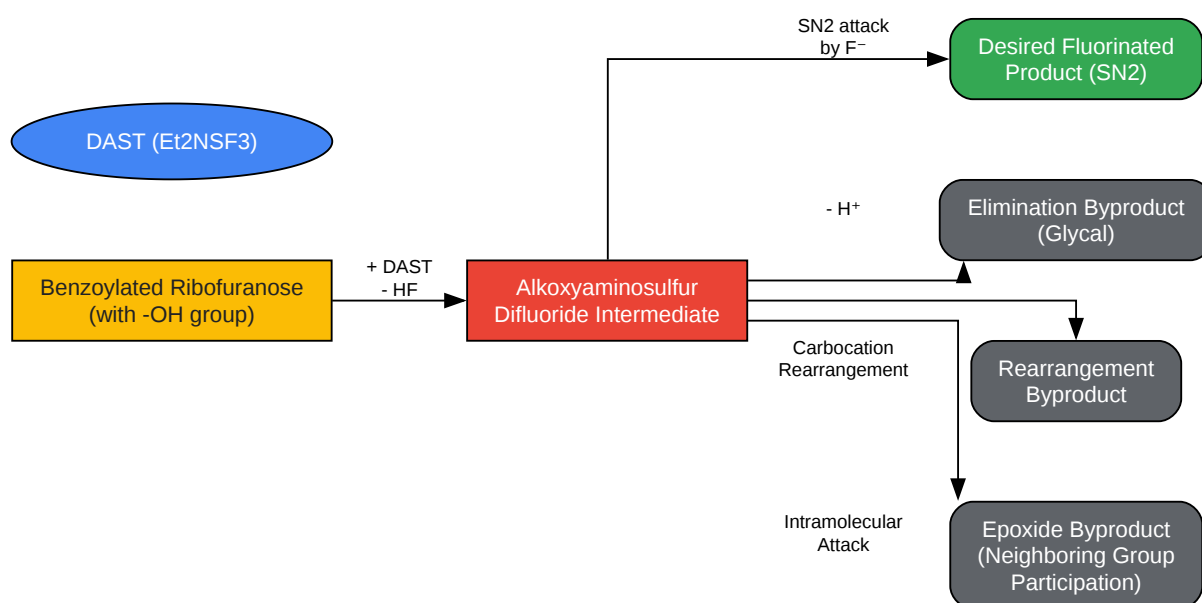 SN2 attack
by F⁻
Desired Fluorinated
Product (SN2)
DAST (Et2NSF3)
- H⁺
Elimination Byproduct
(Glycal)
Benzoylated Ribofuranose
(with -OH group)
+ DAST
- HF
Alkoxyaminosulfur
Difluoride Intermediate
Carbocation
Rearrangement
Rearrangement
Byproduct
Intramolecular
Attack
Epoxide Byproduct
(Neighboring Group
Participation)